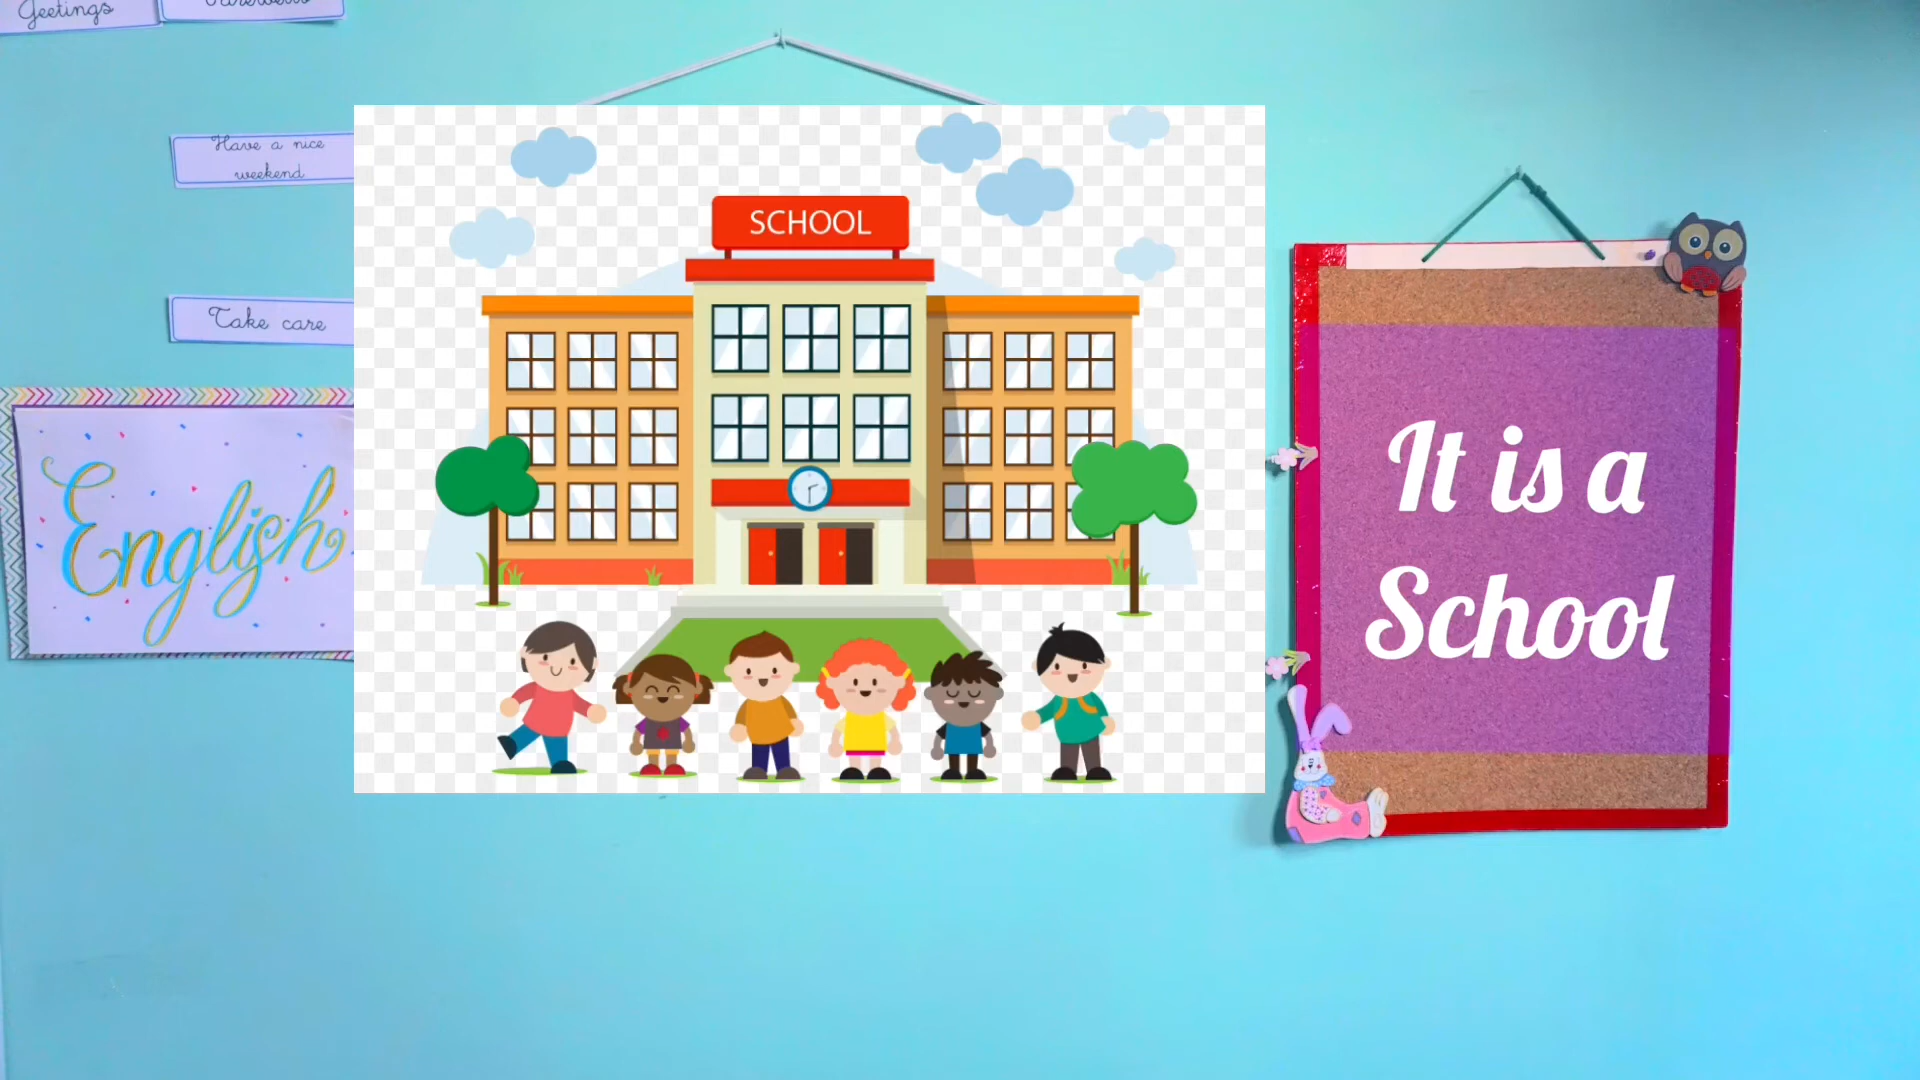 Geetings
Have a nice
weekend
Take care
English
SCHOOL
It is a
School